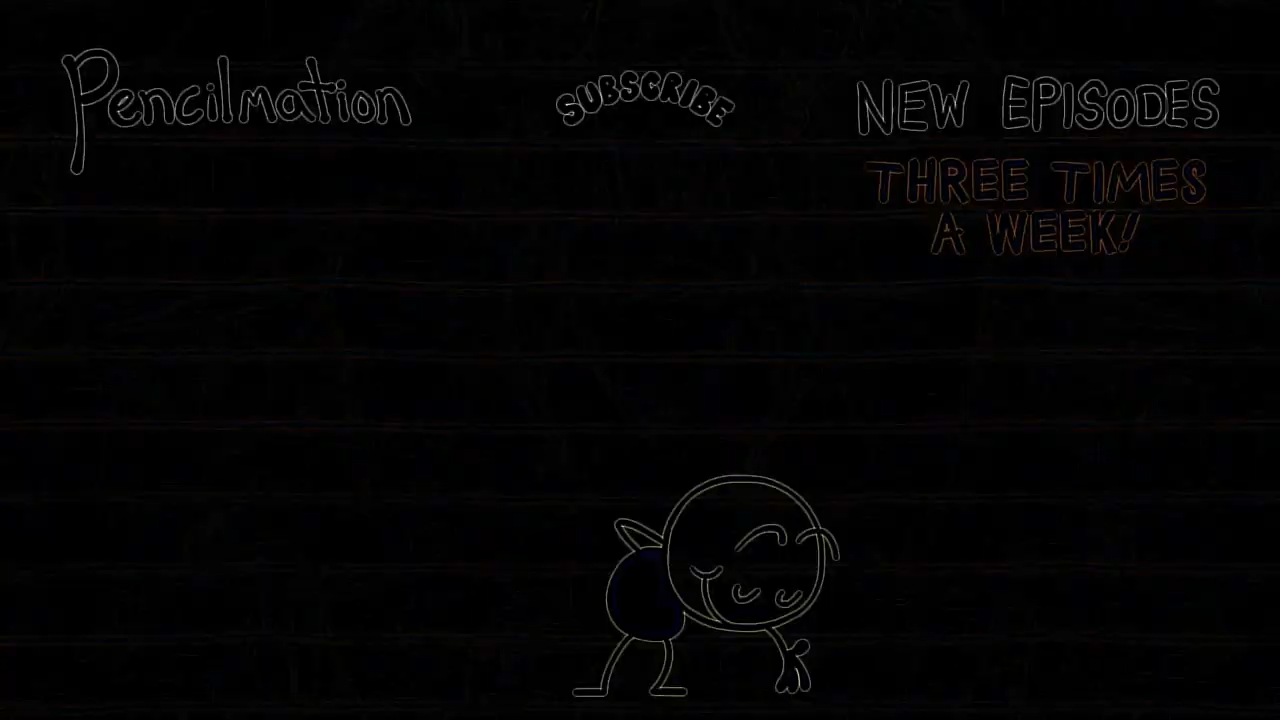 Pencilmation
SUBSCRIBE
NEW EPISODES
THREE TIMES
A WEEK!